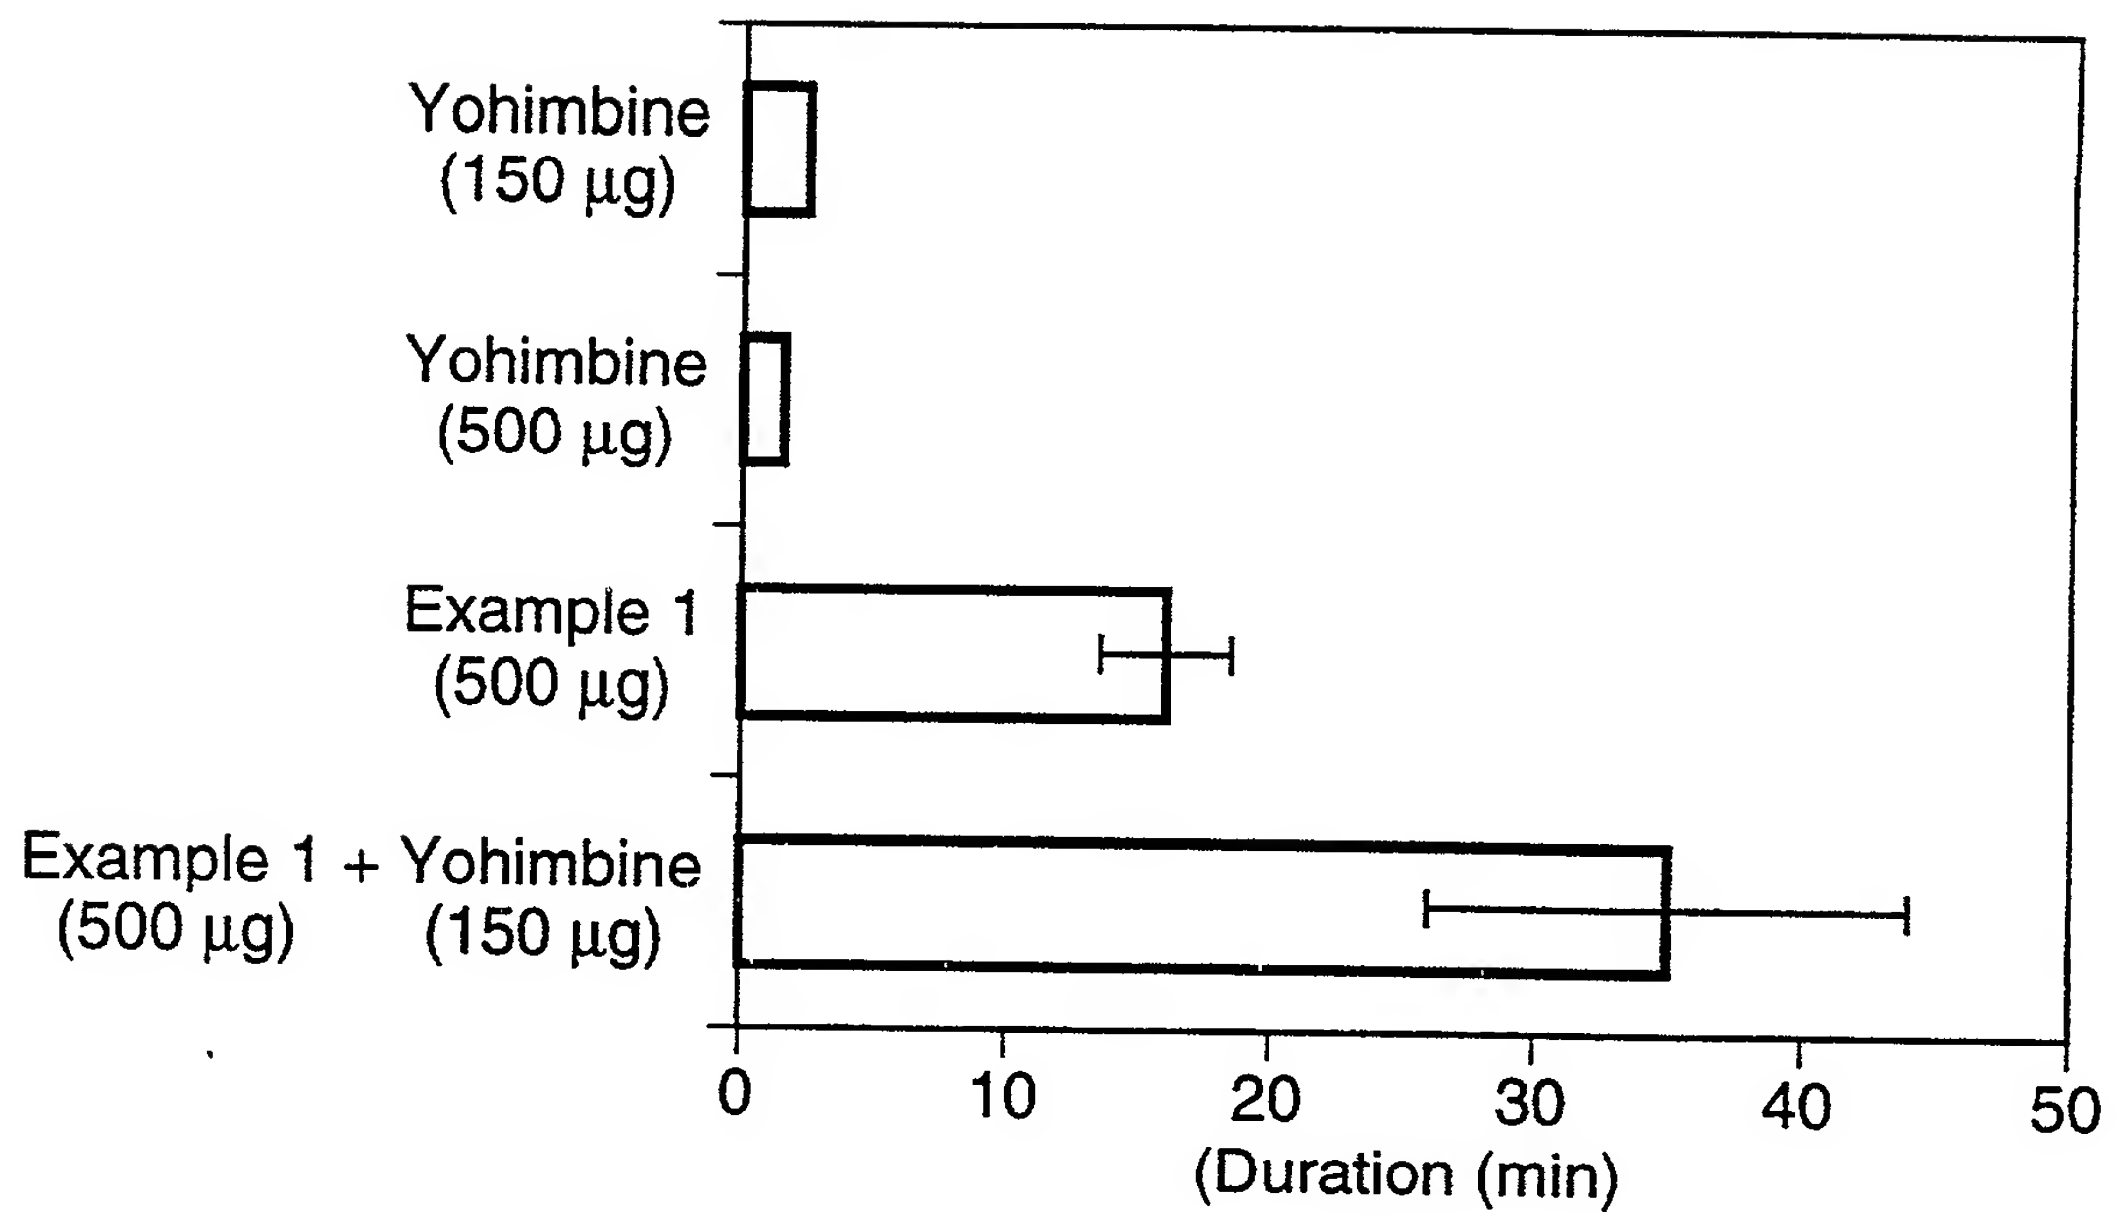 Yohimbine
(150 μg)
Yohimbine
(500 μg)
Example 1
(500 μg)
Example 1 + Yohimbine
(500 μg) (150 μg)
0 10 20 30 40 50
(Duration (min)